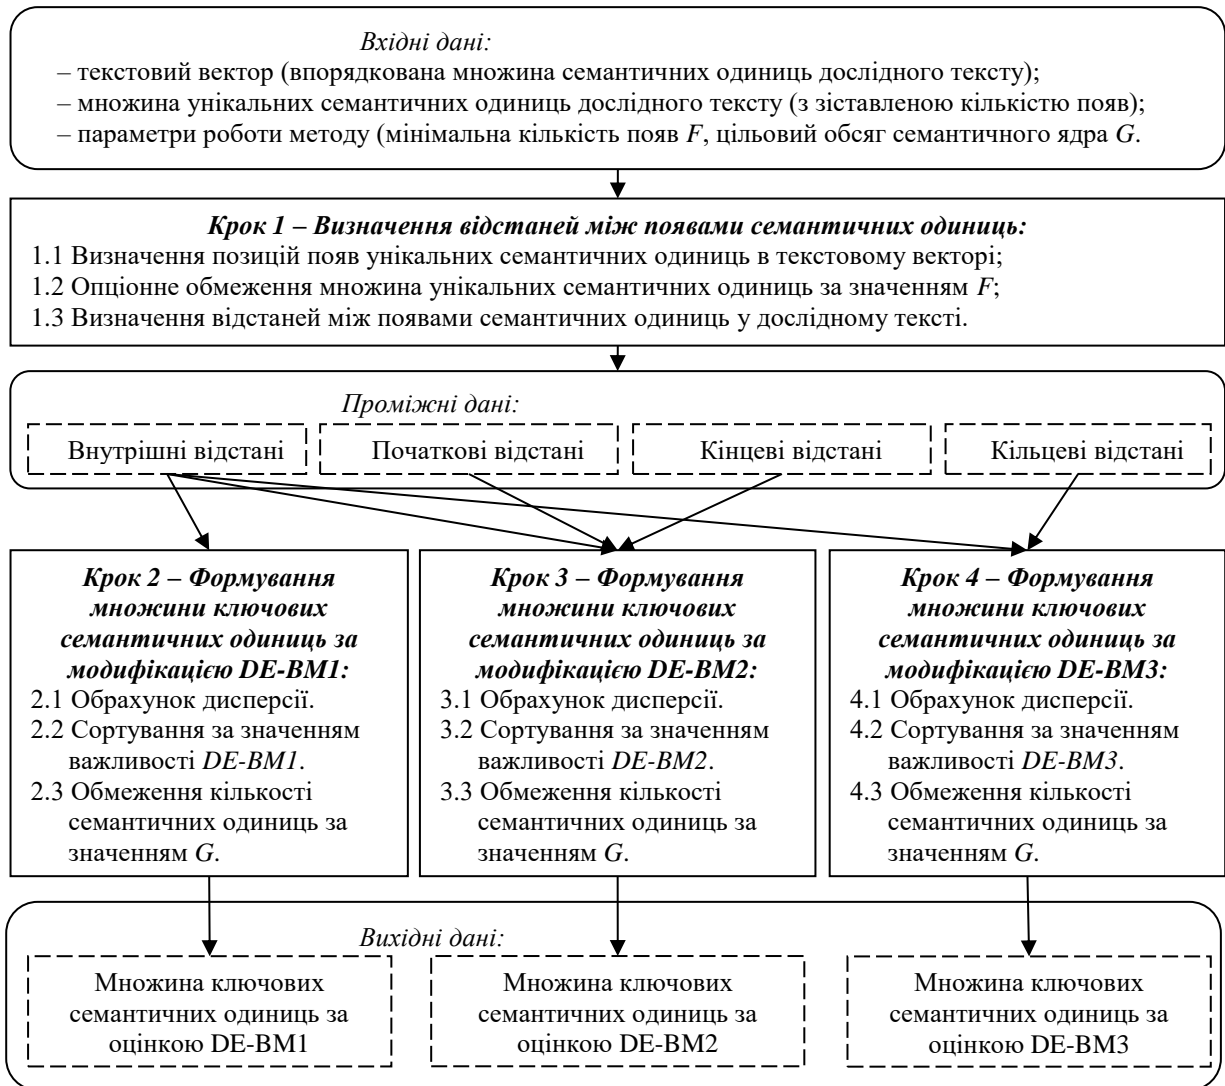 Вхідні дані:
– текстовий вектор (впорядкована множина семантичних одиниць дослідного тексту);
– множина унікальних семантичних одиниць дослідного тексту (з зіставленою кількістю появ);
– параметри роботи методу (мінімальна кількість появ F, цільовий обсяг семантичного ядра G.
Крок 1 – Визначення відстаней між появами семантичних одиниць:
1.1 Визначення позицій появ унікальних семантичних одиниць в текстовому векторі;
1.2 Опціонне обмеження множина унікальних семантичних одиниць за значенням F;
1.3 Визначення відстаней між появами семантичних одиниць у дослідному тексті.
Проміжні дані:
Внутрішні відстані
Початкові відстані
Кінцеві відстані
Кільцеві відстані
Крок 2 – Формування
множини ключових
семантичних одиниць за
модифікацією DE-BM1:
2.1 Обрахунок дисперсії.
2.2 Сортування за значенням
важливості DE-BM1.
2.3 Обмеження кількості
семантичних одиниць за
значенням G.
Крок 3 – Формування
множини ключових
семантичних одиниць за
модифікацією DE-BM2:
3.1 Обрахунок дисперсії.
3.2 Сортування за значенням
важливості DE-BM2.
3.3 Обмеження кількості
семантичних одиниць за
значенням G.
Крок 4 – Формування
множини ключових
семантичних одиниць за
модифікацією DE-BM3:
4.1 Обрахунок дисперсії.
4.2 Сортування за значенням
важливості DE-BM3.
4.3 Обмеження кількості
семантичних одиниць за
значенням G.
Вихідні дані:
Множина ключових
семантичних одиниць за
оцінкою DE-BM1
Множина ключових
семантичних одиниць за
оцінкою DE-BM2
Множина ключових
семантичних одиниць за
оцінкою DE-BM3